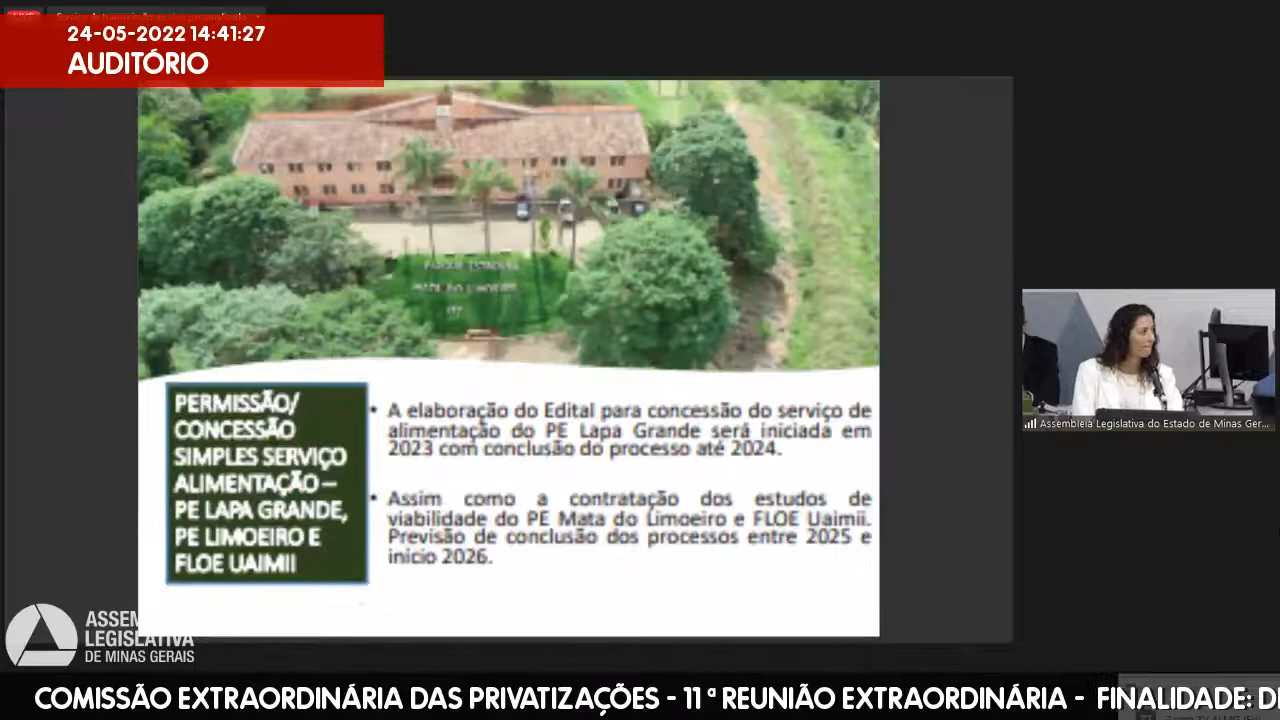 24-05-2022 14:41:27
AUDITÓRIO
PERMISSÃO/
CONCESSÃO
SIMPLES SERVIÇO
ALIMENTAÇÃO –
PE LAPA GRANDE,
PE LIMOEIRO E
FLOE UAIMII
• A elaboração do Edital para concessão do serviço de
alimentação do PE Lapa Grande será iniciada em
2023 com conclusão do processo até 2024.
• Assim como a contratação dos estudos de
viabilidade do PE Mata do Limoeiro e FLOE Uaimii.
Previsão de conclusão dos processos entre 2025 e
inicio 2026.
Assembleia Legislativa do Estado de Minas Ger...
ASSEM
LEGISLATIVA
DE MINAS GERAIS
COMISSÃO EXTRAORDINÁRIA DAS PRIVATIZAÇÕES - 11ª REUNIÃO EXTRAORDINÁRIA - FINALIDADE: D